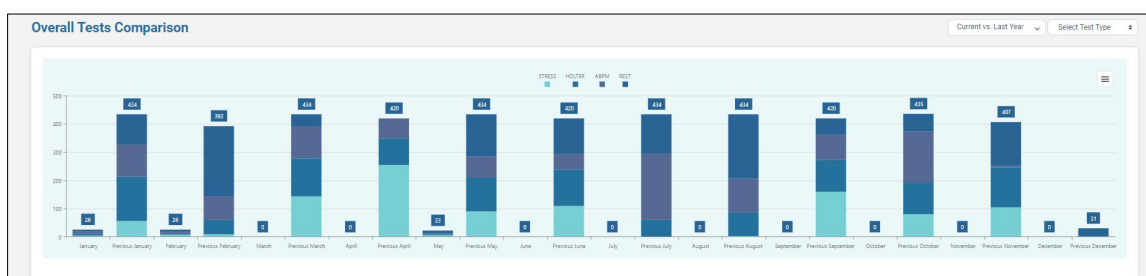 Overall Tests Comparison
Current vs. Last Year
Select Test Type
STRESS HOLTER ABPM REST
500
400
300
200
100
0
26 434 26 392 0 434 0 420 23 434 0 420 0 434 0 434 0 420 0 435 0 407 0 31
January Previous January February Previous February March Previous March April Previous April May Previous May June Previous June July Previous July August Previous August September Previous September October Previous October November Previous November December Previous December